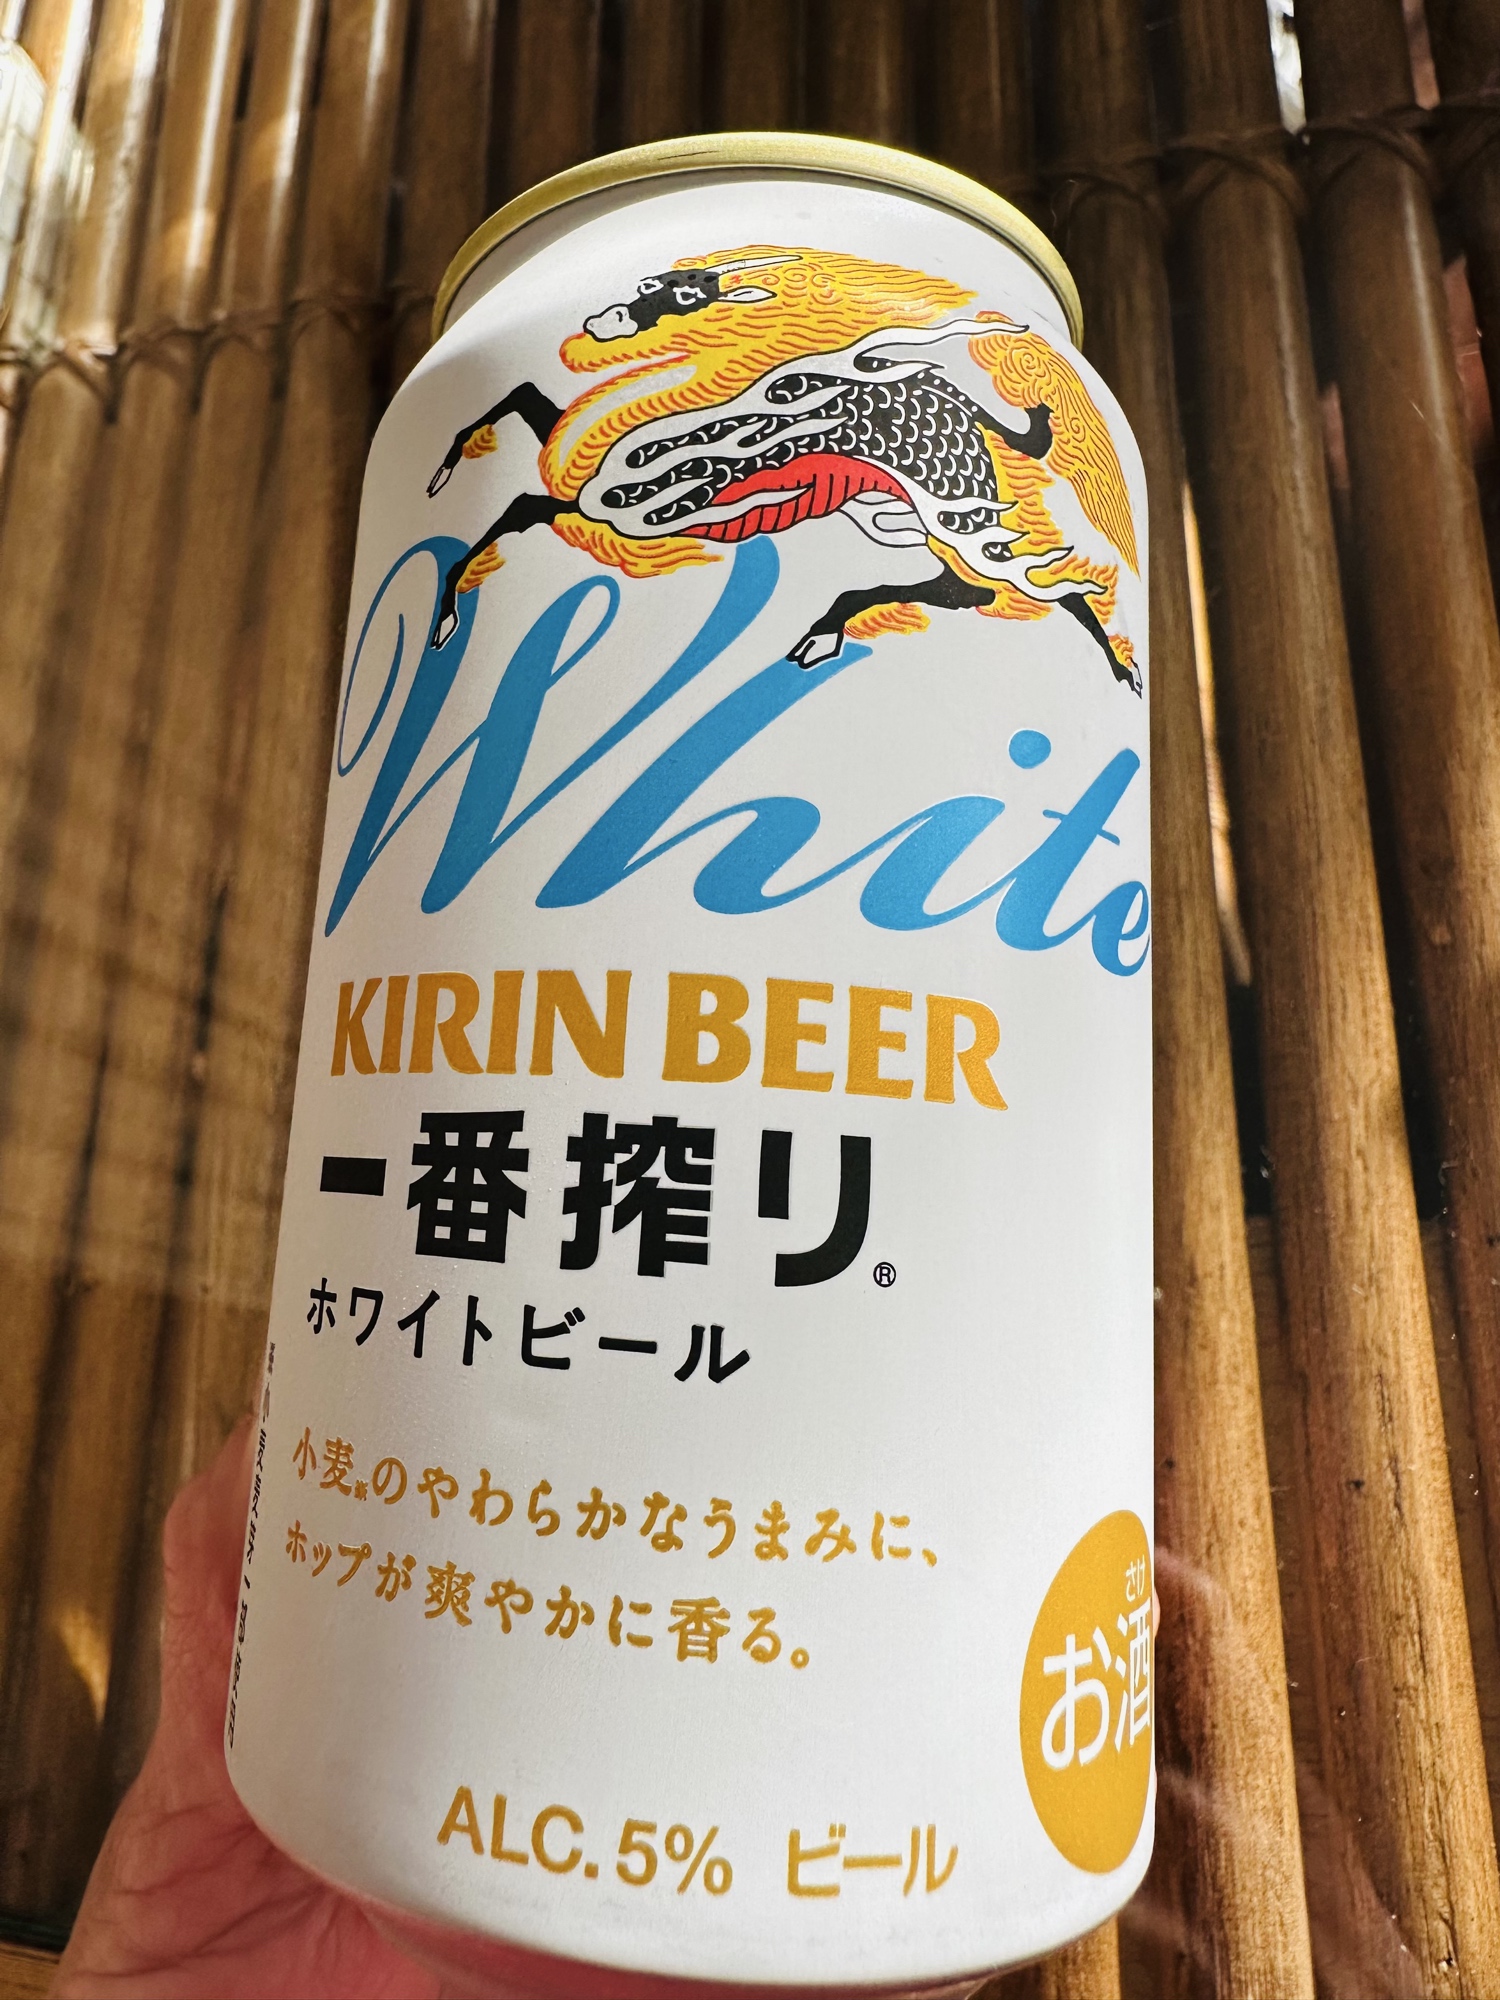 White
KIRIN BEER
一番搾り®
ホワイトビール
小麦のやわらかなうまみに、
ホップが爽やかに香る。
さけ
お酒
ALC.5% ビール